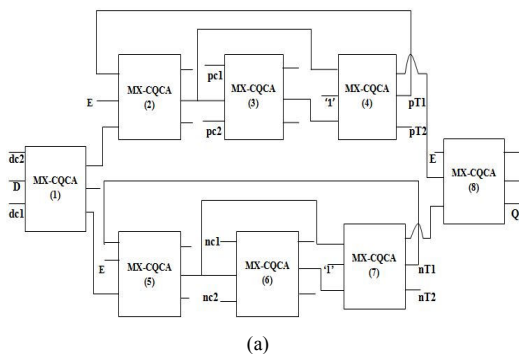 MX-CQCA
(2)
pc1
MX-CQCA
(3)
MX-CQCA
(4)
E
'1'
pT1
pc2
pT2
dc2
MX-CQCA
(1)
D
dc1
E
MX-CQCA
(8)
Q
MX-CQCA
(5)
nc1
MX-CQCA
(6)
MX-CQCA
(7)
E
'1'
nT1
nc2
nT2
(a)